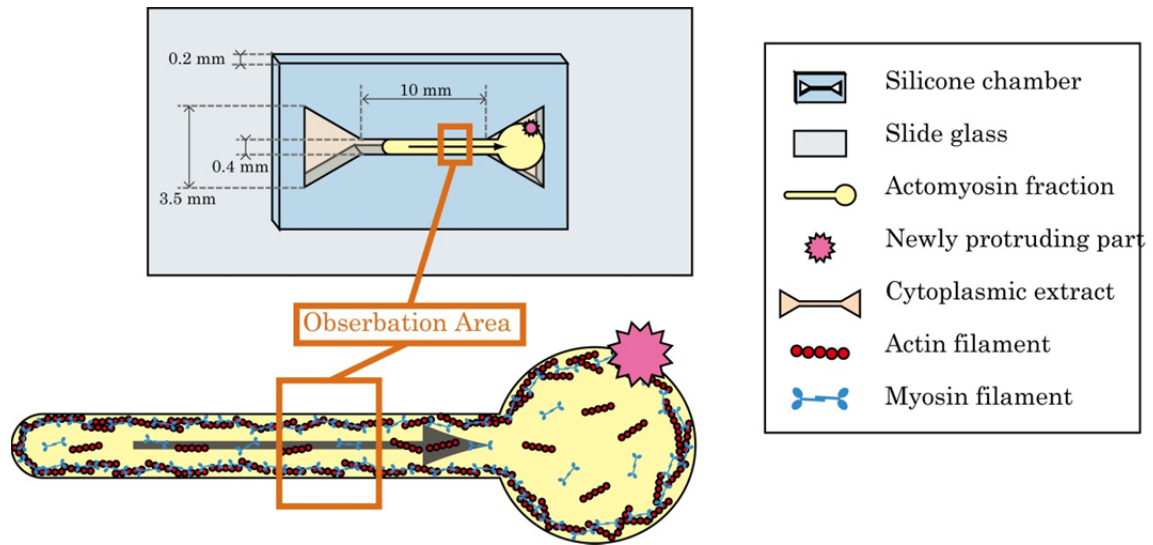 0.2 mm
10 mm
0.4 mm
3.5 mm
Obserbation Area
Silicone chamber
Slide glass
Actomyosin fraction
Newly protruding part
Cytoplasmic extract
Actin filament
Myosin filament